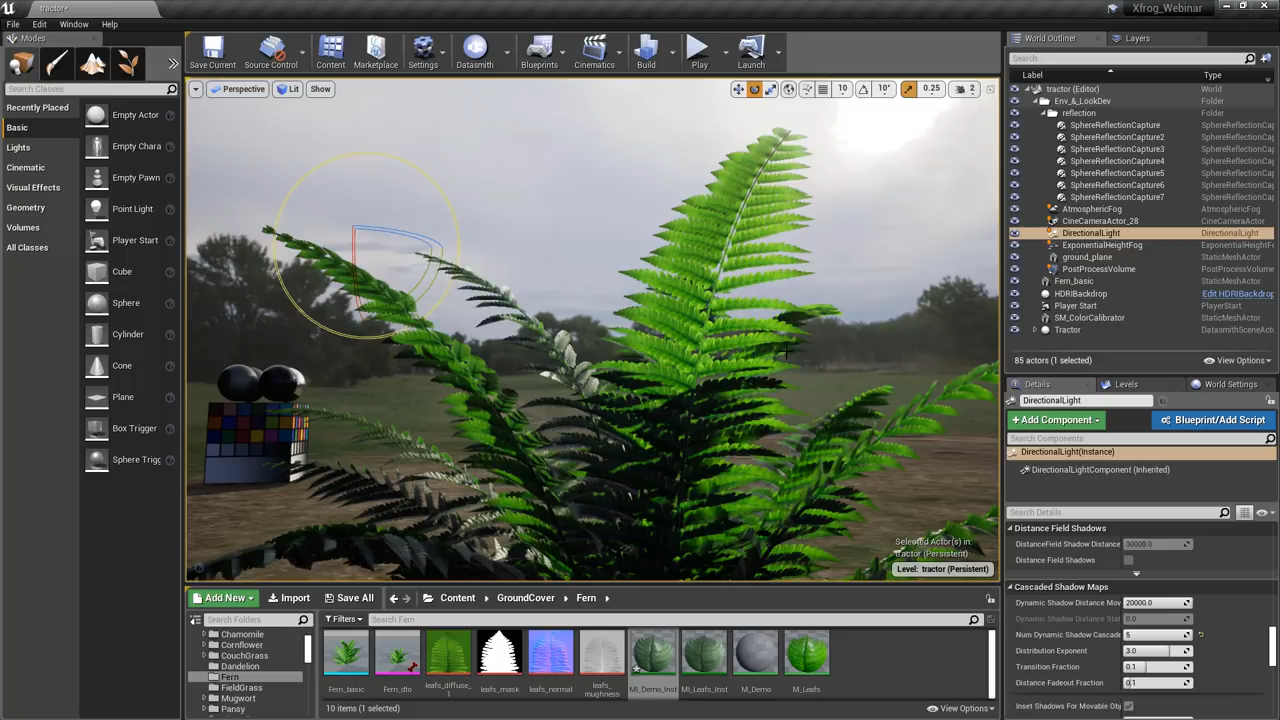 tractor*
Xfrog_Webinar
File
Edit
Window
Help
Modes
Search Classes
Recently Placed
Basic
Lights
Cinematic
Visual Effects
Geometry
Volumes
All Classes
Empty Actor
Empty Chara
Empty Pawn
Point Light
Player Start
Cube
Sphere
Cylinder
Cone
Plane
Box Trigger
Sphere Trigg
Save Current
Source Control
Content
Marketplace
Settings
Datasmith
Blueprints
Cinematics
Build
Play
Launch
Perspective
Lit
Show
10
10°
0.25
2
Selected Actor(s) in:
tractor (Persistent)
Level: tractor (Persistent)
Add New
Import
Save All
Content
GroundCover
Fern
Search Folders
Filters
Search Fern
Chamomile
Cornflower
CouchGrass
Dandelion
Fern
FieldGrass
Mugwort
Pansy
Fern_basic
Fern_dto
leafs_diffuse_
1
leafs_mask
leafs_normal
leafs_
roughness
MI_Demo_Inst
MI_Leafs_Inst
M_Demo
M_Leafs
10 items (1 selected)
View Options
World Outliner
Layers
Search...
Label
Type
tractor (Editor)
World
Env_&_LookDev
Folder
reflection
Folder
SphereReflectionCapture
SphereReflectionCap
SphereReflectionCapture2
SphereReflectionCap
SphereReflectionCapture3
SphereReflectionCap
SphereReflectionCapture4
SphereReflectionCap
SphereReflectionCapture5
SphereReflectionCap
SphereReflectionCapture6
SphereReflectionCap
SphereReflectionCapture7
SphereReflectionCap
AtmosphericFog
AtmosphericFog
CineCameraActor_28
CineCameraActor
DirectionalLight
DirectionalLight
ExponentialHeightFog
ExponentialHeightF
ground_plane
StaticMeshActor
PostProcessVolume
PostProcessVolume
Fern_basic
StaticMeshActor
HDRIBackdrop
Edit HDRIBackdrop
Player Start
PlayerStart
SM_ColorCalibrator
StaticMeshActor
Tractor
DatasmithSceneAct
85 actors (1 selected)
View Options
Details
Levels
World Settings
DirectionalLight
Add Component
Blueprint/Add Script
Search Components
DirectionalLight(Instance)
DirectionalLightComponent (Inherited)
Search Details
Distance Field Shadows
DistanceField Shadow Distance
30000.0
Distance Field Shadows
Cascaded Shadow Maps
Dynamic Shadow Distance Mov
20000.0
Dynamic Shadow Distance Stat
0.0
Num Dynamic Shadow Cascade
5
Distribution Exponent
3.0
Transition Fraction
0.1
Distance Fadeout Fraction
0.1
Inset Shadows For Movable Obj